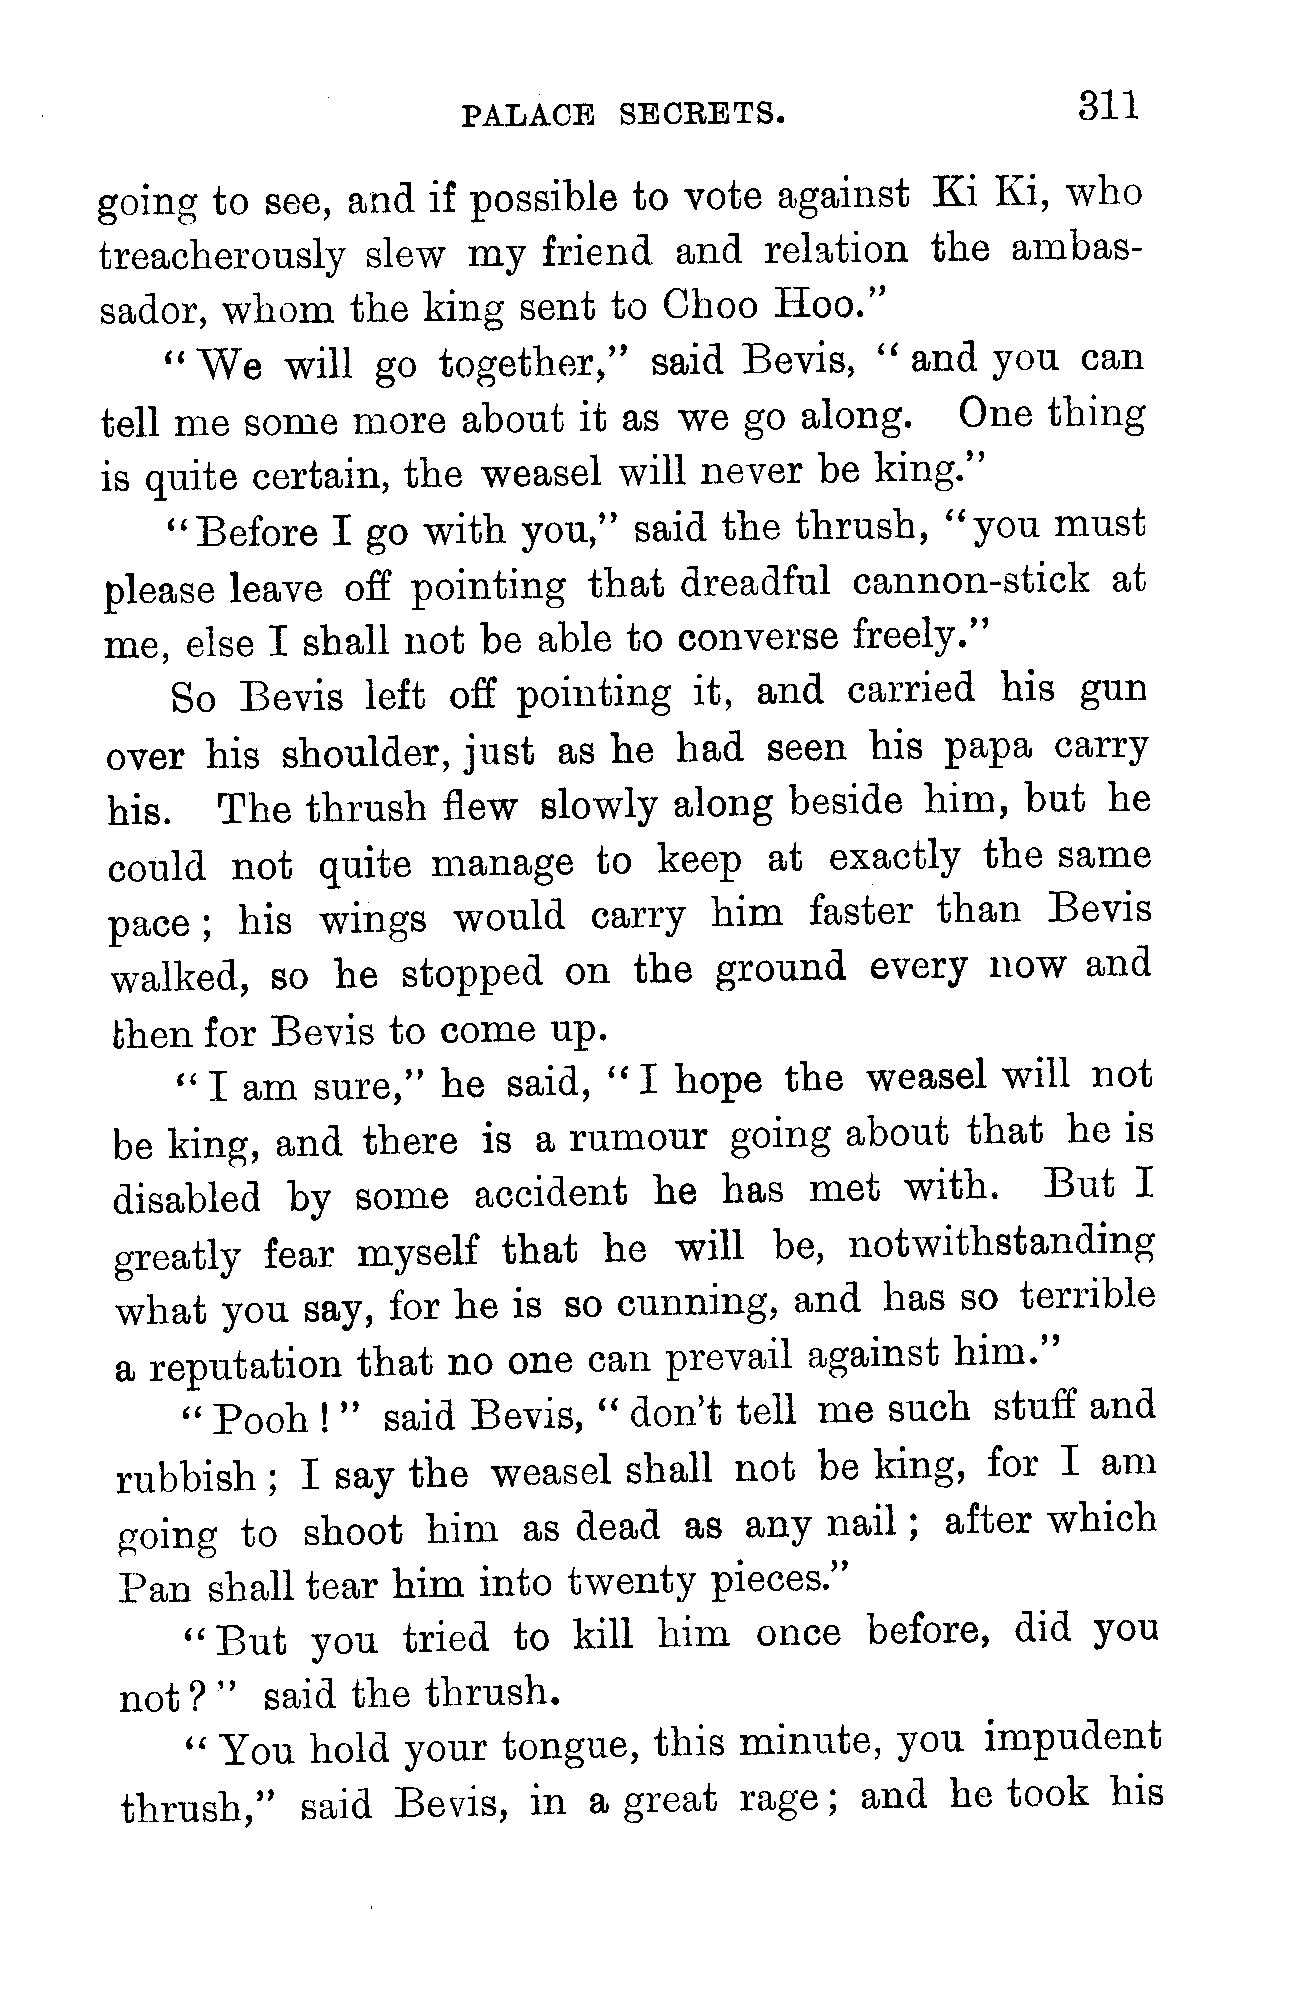 PALACE SECRETS. 311
going to see, and if possible to vote against Ki Ki, who
treacherously slew my friend and relation the ambas-
sador, whom the king sent to Choo Hoo."
"We will go together," said Bevis, "and you can
tell me some more about it as we go along. One thing
is quite certain, the weasel will never be king."
"Before I go with you," said the thrush, "you must
please leave off pointing that dreadful cannon-stick at
me, else I shall not be able to converse freely."
So Bevis left off pointing it, and carried his gun
over his shoulder, just as he had seen his papa carry
his. The thrush flew slowly along beside him, but he
could not quite manage to keep at exactly the same
pace; his wings would carry him faster than Bevis
walked, so he stopped on the ground every now and
then for Bevis to come up.
"I am sure," he said, "I hope the weasel will not
be king, and there is a rumour going about that he is
disabled by some accident he has met with. But I
greatly fear myself that he will be, notwithstanding
what you say, for he is so cunning, and has so terrible
a reputation that no one can prevail against him."
"Pooh!" said Bevis, "don't tell me such stuff and
rubbish; I say the weasel shall not be king, for I am
going to shoot him as dead as any nail; after which
Pan shall tear him into twenty pieces."
"But you tried to kill him once before, did you
not?" said the thrush.
"You hold your tongue, this minute, you impudent
thrush," said Bevis, in a great rage; and he took his